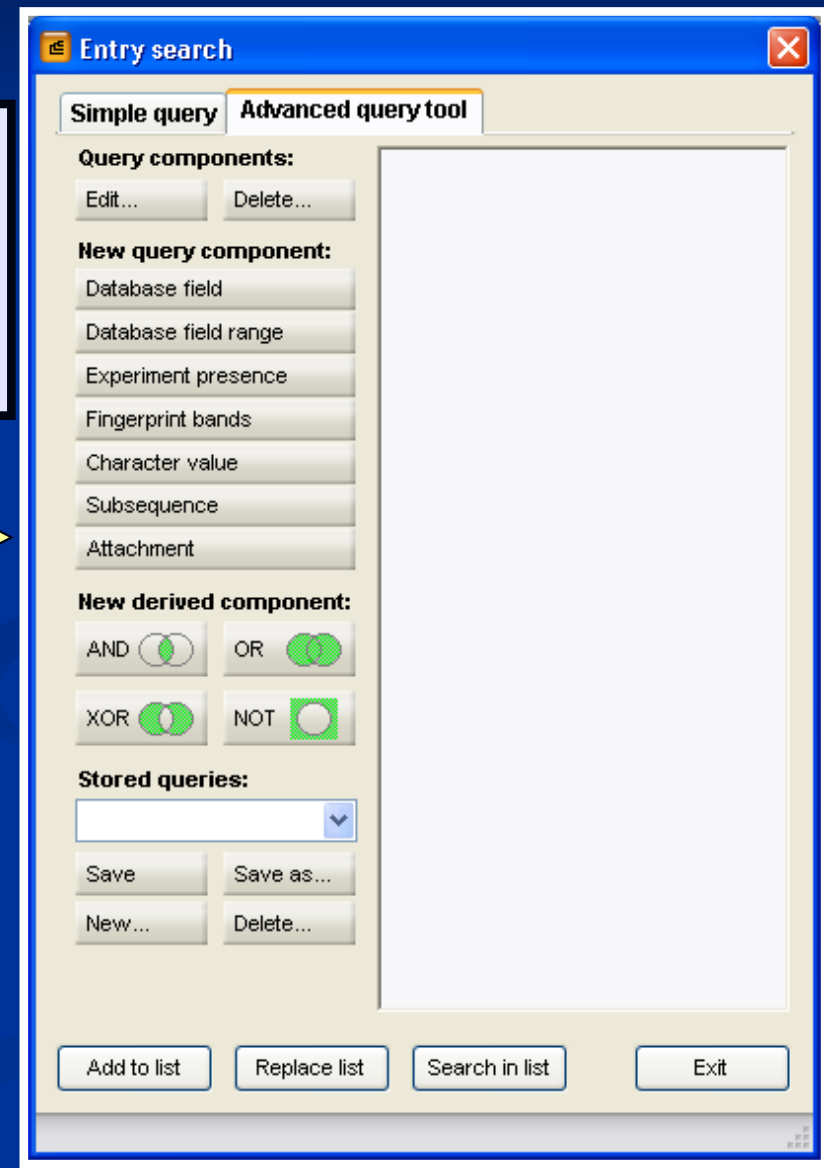 Entry search
Simple query Advanced query tool
Query components:
Edit... Delete...
New query component:
Database field
Database field range
Experiment presence
Fingerprint bands
Character value
Subsequence
Attachment
New derived component:
AND OR
XOR NOT
Stored queries:
Save Save as...
New... Delete...
Add to list Replace list Search in list Exit